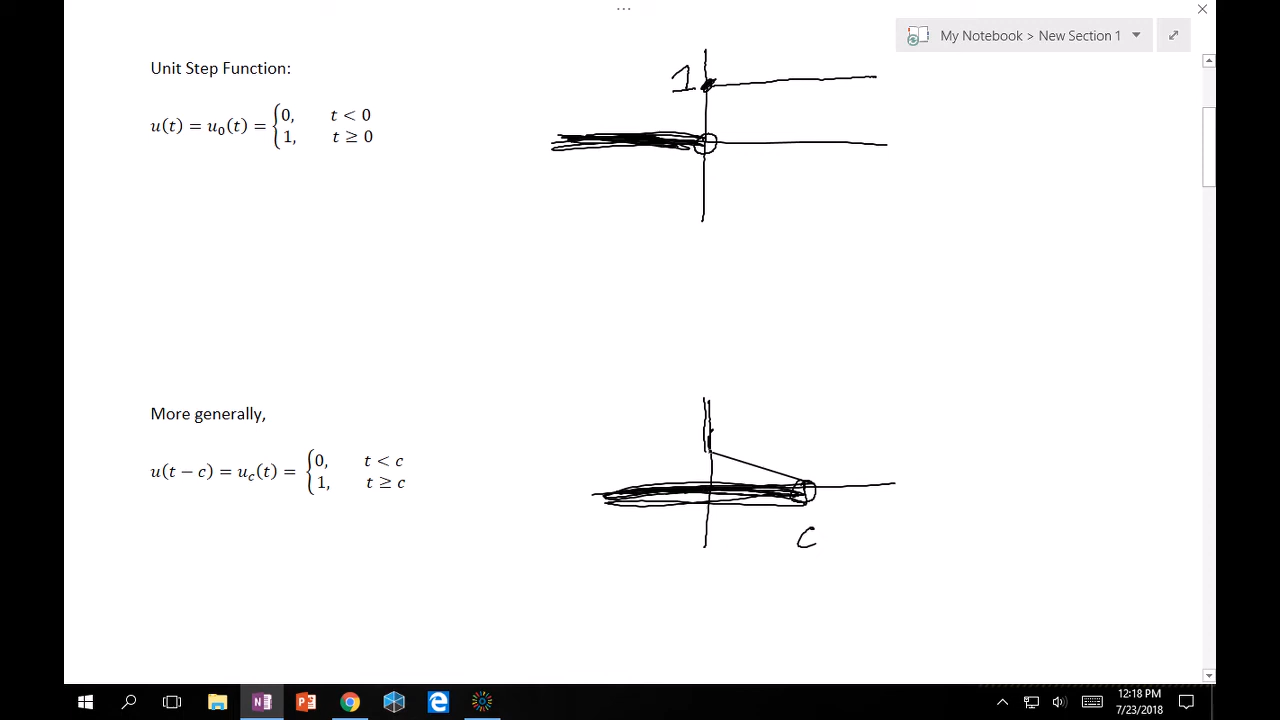 My Notebook > New Section 1
Unit Step Function:
1
u(t) = u₀(t) = {0, t < 0
1, t ≥ 0
More generally,
u(t − c) = u_c(t) = {0, t < c
1, t ≥ c
c
12:18 PM
7/23/2018